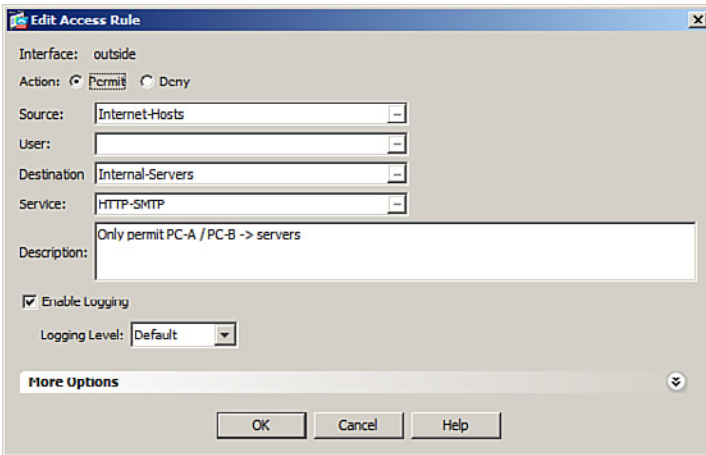 Edit Access Rule
Interface: outside
Action: Permit Deny
Source: Internet-Hosts
User:
Destination Internal-Servers
Service: HTTP-SMTP
Description: Only permit PC-A / PC-B -> servers
Enable Logging
Logging Level: Default
More Options
OK Cancel Help